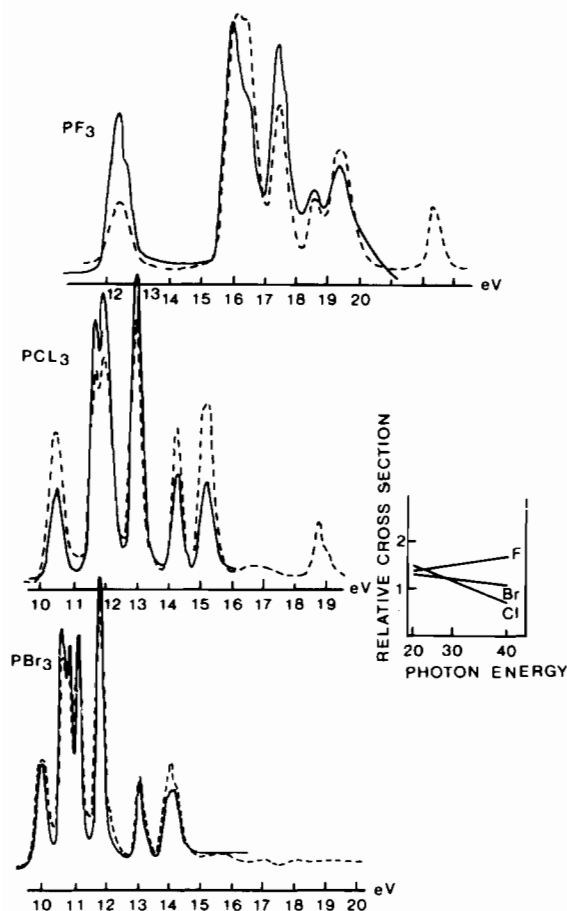 PF3
12 13 14 15 16 17 18 19 20 eV
PCL3
10 11 12 13 14 15 16 17 18 19 eV
RELATIVE CROSS SECTION
2
1
F
Br
Cl
20 30 40
PHOTON ENERGY
PBr3
10 11 12 13 14 15 16 17 18 19 20 eV